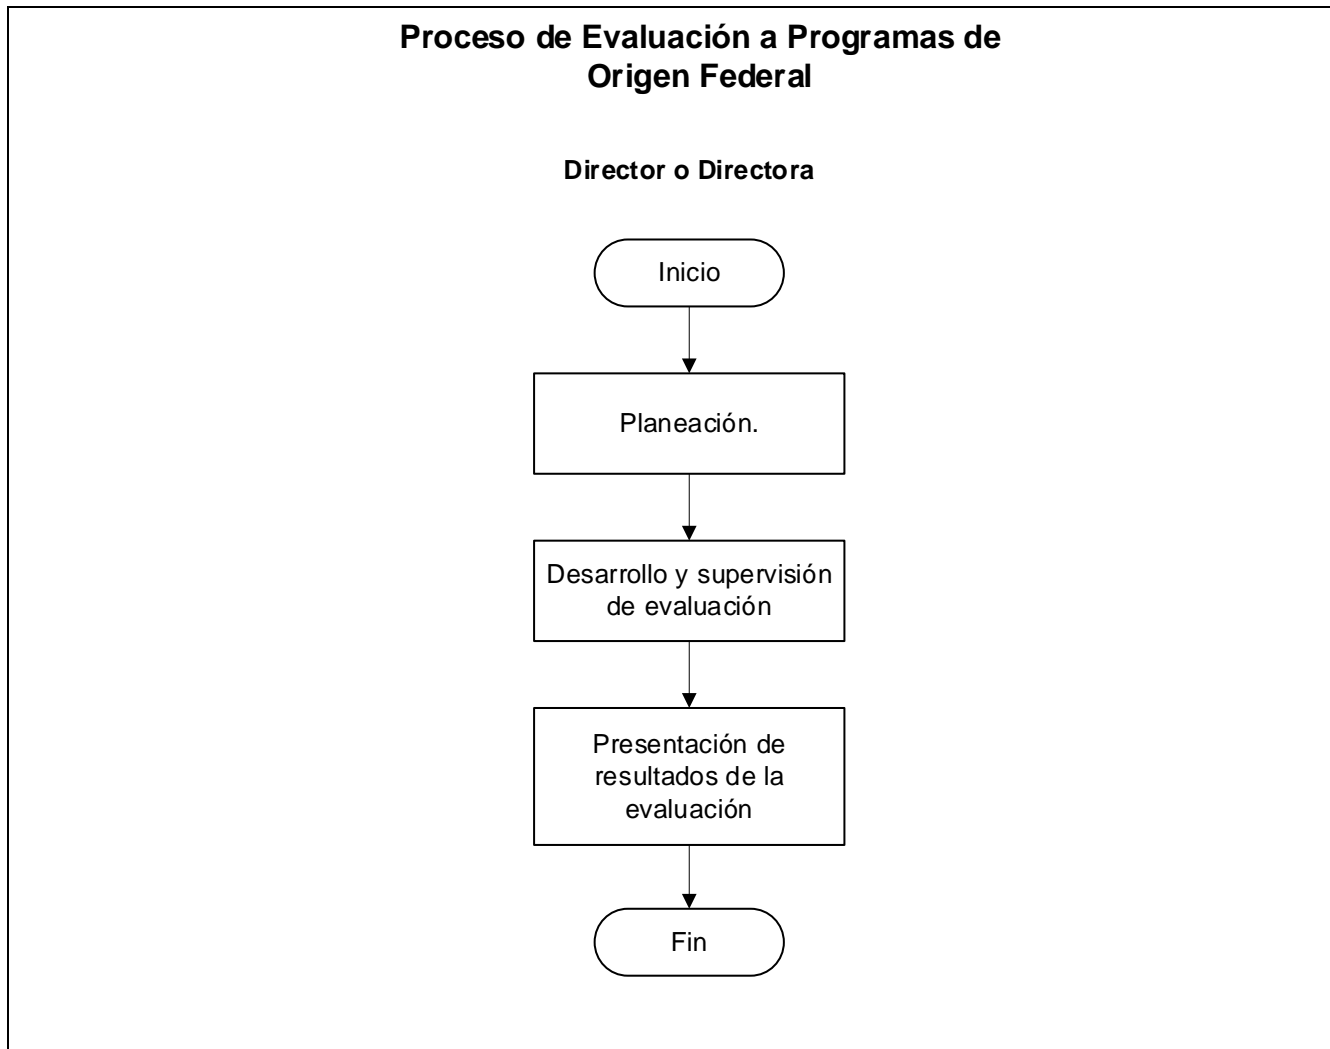 Proceso de Evaluación a Programas de
Origen Federal
Director o Directora
Inicio
Planeación.
Desarrollo y supervisión
de evaluación
Presentación de
resultados de la
evaluación
Fin